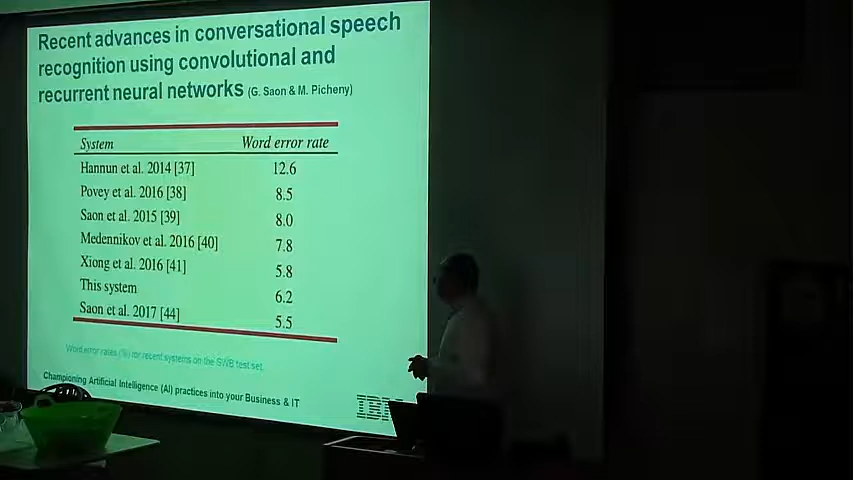 Recent advances in conversational speech
recognition using convolutional and
recurrent neural networks (G. Saon & M. Picheny)
System Word error rate
Hannun et al. 2014 [37] 12.6
Povey et al. 2016 [38] 8.5
Saon et al. 2015 [39] 8.0
Medennikov et al. 2016 [40] 7.8
Xiong et al. 2016 [41] 5.8
This system 6.2
Saon et al. 2017 [44] 5.5
Word error rates (%) for recent systems on the SWB test set
Championing Artificial Intelligence (AI) practices into your Business & IT
IBM